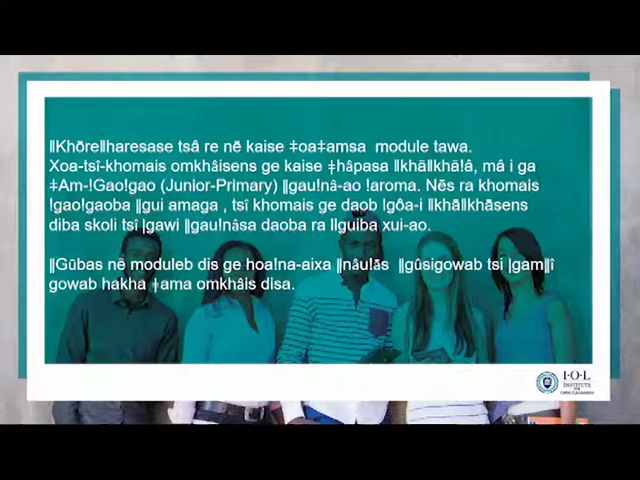 ǁKhōreǁharesase tsâ re nē kaise ǂoaǂamsa module tawa.
Xoa-tsî-khomais omkhâisens ge kaise ǂhâpasa ǁkhāǁkhā!â, mâ i ga
ǂAm-!Gao!gao (Junior-Primary) ǁgau!nâ-ao !aroma. Nēs ra khomais
!gao!gaoba ǁgui amaga , tsî khomais ge daob !gôa-i ǁkhāǁkhāsens
diba skoli tsî ǀgawi ǁgau!nâsa daoba ra ǁguiba xui-ao.
ǁGūbas nē moduleb dis ge hoa!na-aixa ǁnâu!ās ǁgûsigowab tsi ǀgamǁî
gowab hakha ǂama omkhâis disa.
I·O·L
INSTITUTE
FOR
OPEN LEARNING